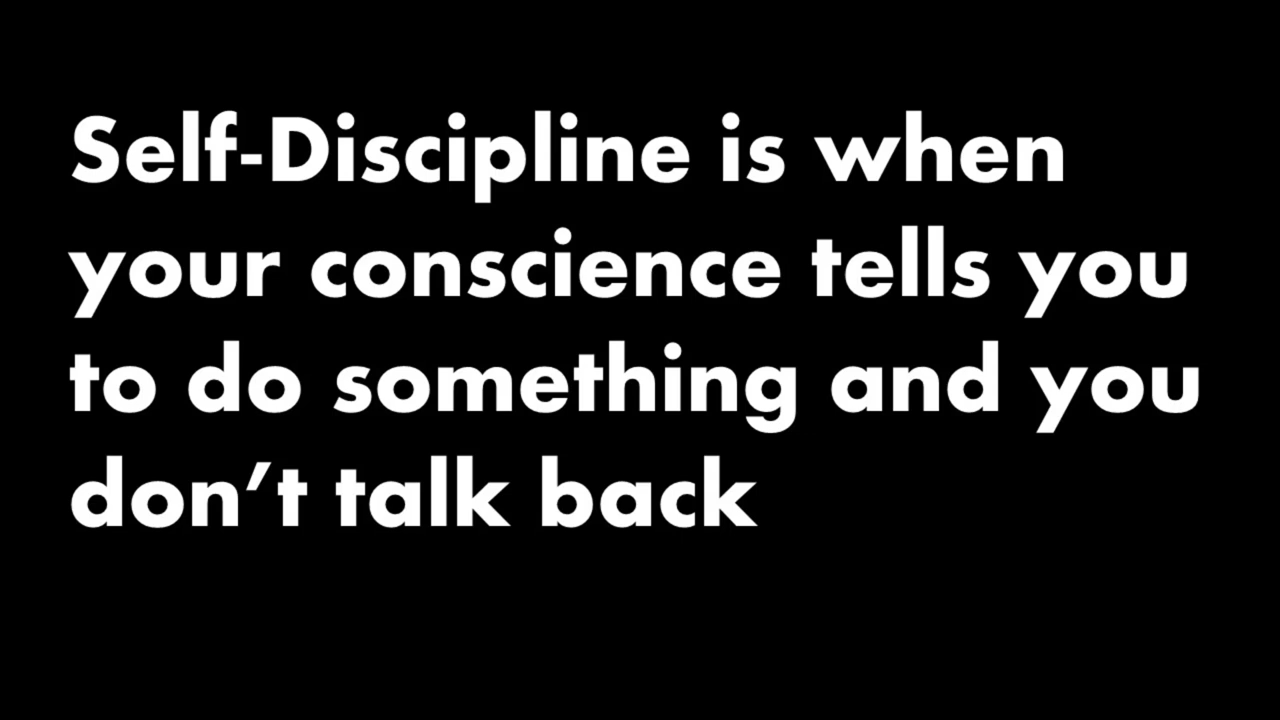 Self-Discipline is when
your conscience tells you
to do something and you
don’t talk back